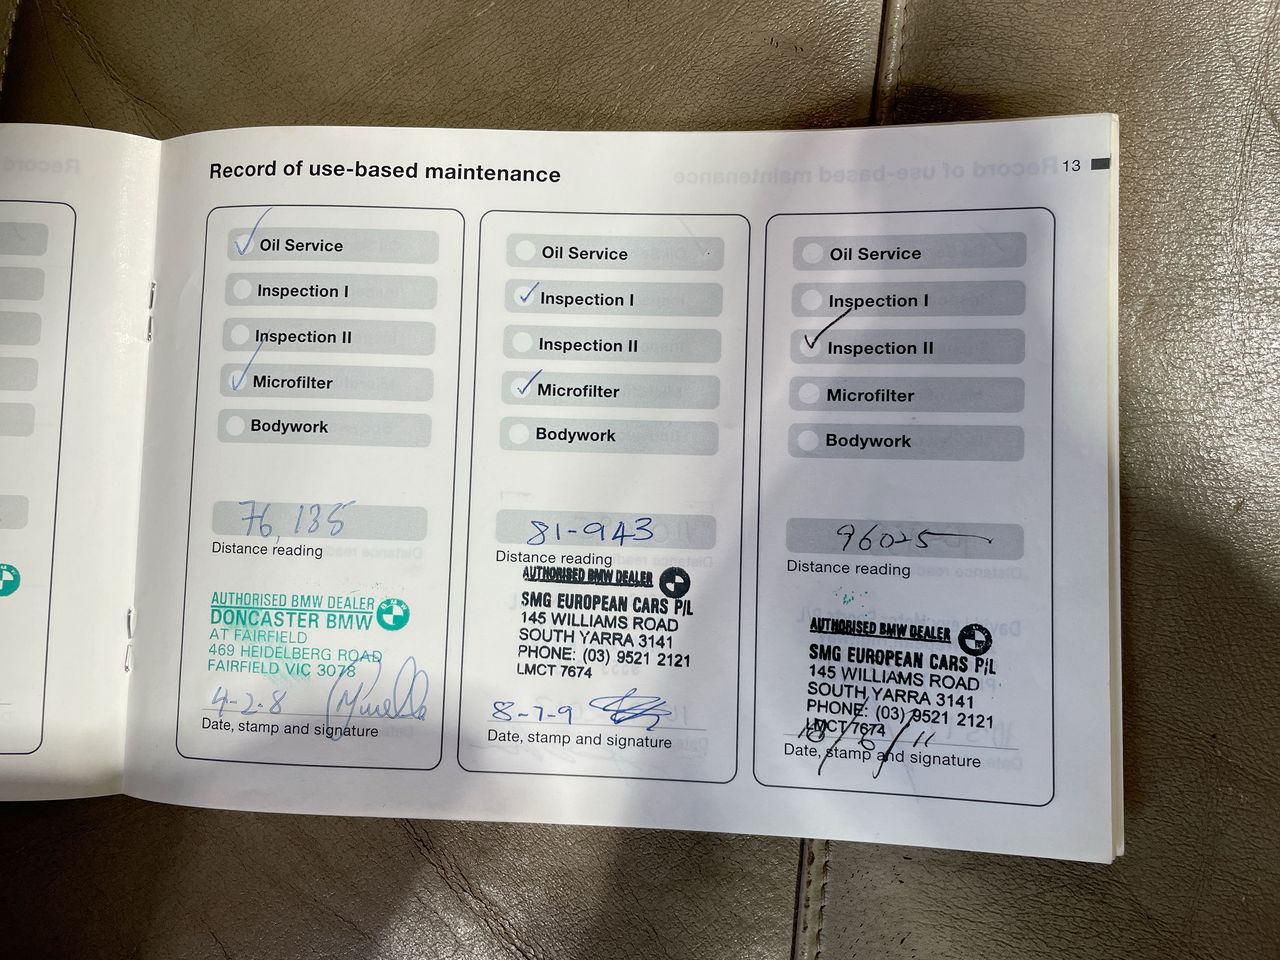 Record of use-based maintenance
13
Oil Service
Inspection I
Inspection II
Microfilter
Bodywork
76,135
Distance reading
AUTHORISED BMW DEALER
DONCASTER BMW
AT FAIRFIELD
469 HEIDELBERG ROAD
FAIRFIELD VIC 3078
4-2-8
Date, stamp and signature
Oil Service
Inspection I
Inspection II
Microfilter
Bodywork
81-943
Distance reading
AUTHORISED BMW DEALER
SMG EUROPEAN CARS P/L
145 WILLIAMS ROAD
SOUTH YARRA 3141
PHONE: (03) 9521 2121
LMCT 7674
8-7-9
Date, stamp and signature
Oil Service
Inspection I
Inspection II
Microfilter
Bodywork
96025
Distance reading
AUTHORISED BMW DEALER
SMG EUROPEAN CARS P/L
145 WILLIAMS ROAD
SOUTH YARRA 3141
PHONE: (03) 9521 2121
LMCT 7674
Date, stamp and signature